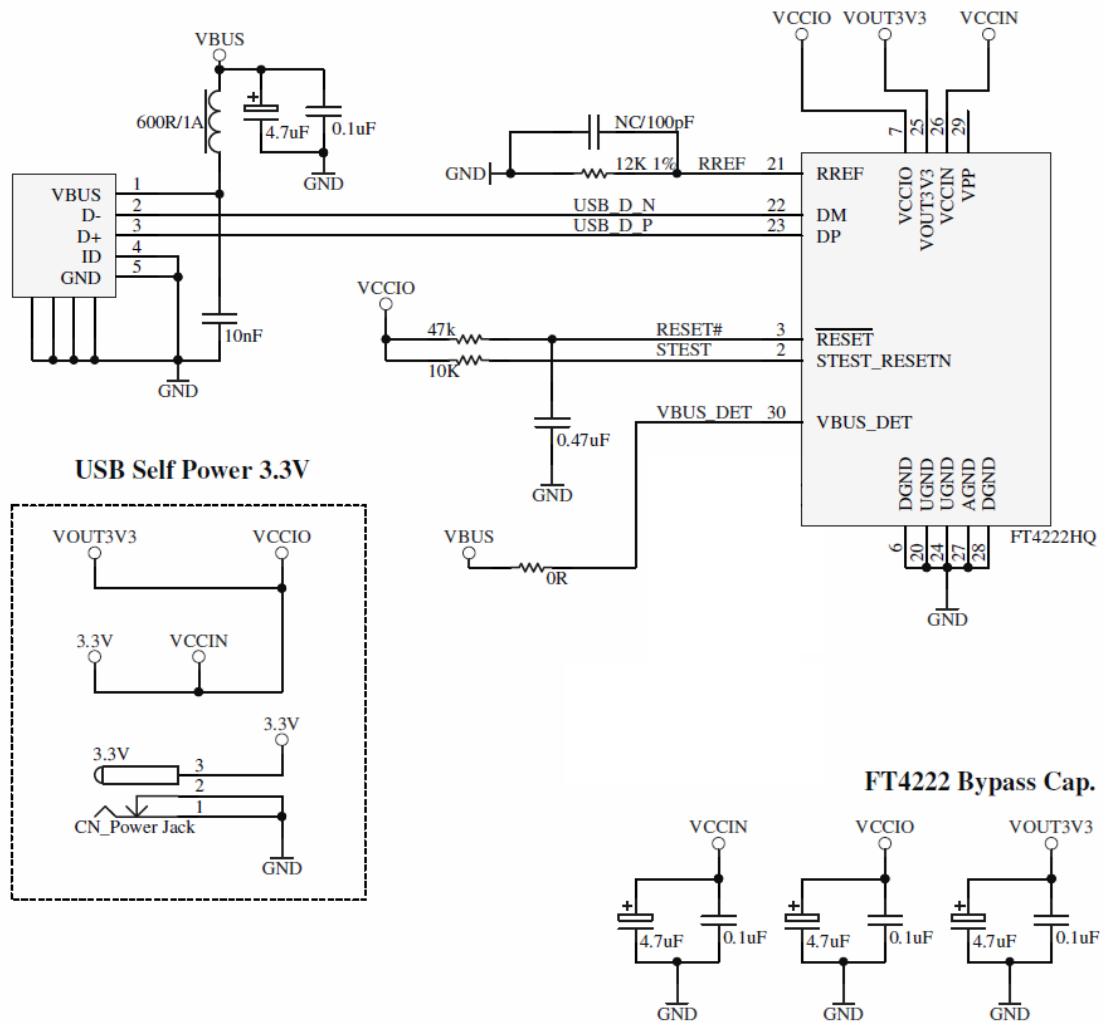 VCCIO VOUT3V3 VCCIN
VBUS
600R/1A
+
4.7uF
0.1uF
GND
NC/100pF
GND
12K 1%
RREF
21
RREF
7
25
26
29
VCCIO
VOUT3V3
VCCIN
VPP
VBUS 1
D- 2
D+ 3
ID 4
GND 5
USB_D_N 22 DM
USB_D_P 23 DP
10nF
GND
VCCIO
47k RESET# 3 RESET
10K STEST 2 STEST_RESETN
0.47uF
GND
VBUS_DET 30 VBUS_DET
VBUS
0R
DGND
UGND
UGND
AGND
DGND
6
20
24
27
28
FT4222HQ
GND
USB Self Power 3.3V
VOUT3V3 VCCIO
3.3V VCCIN
3.3V
3.3V
3
2
1
CN_Power Jack
GND
FT4222 Bypass Cap.
VCCIN VCCIO VOUT3V3
+ + +
4.7uF 0.1uF 4.7uF 0.1uF 4.7uF 0.1uF
GND GND GND